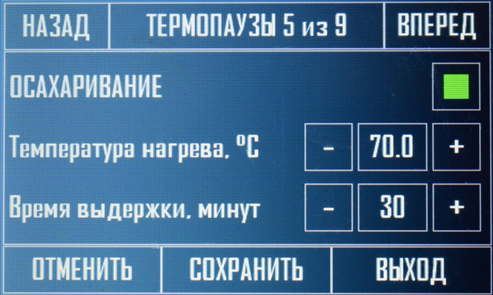 НАЗАД ТЕРМОПАУЗЫ 5 из 9 ВПЕРЕД
ОСАХАРИВАНИЕ
Температура нагрева, °C - 70.0 +
Время выдержки, минут - 30 +
ОТМЕНИТЬ СОХРАНИТЬ ВЫХОД